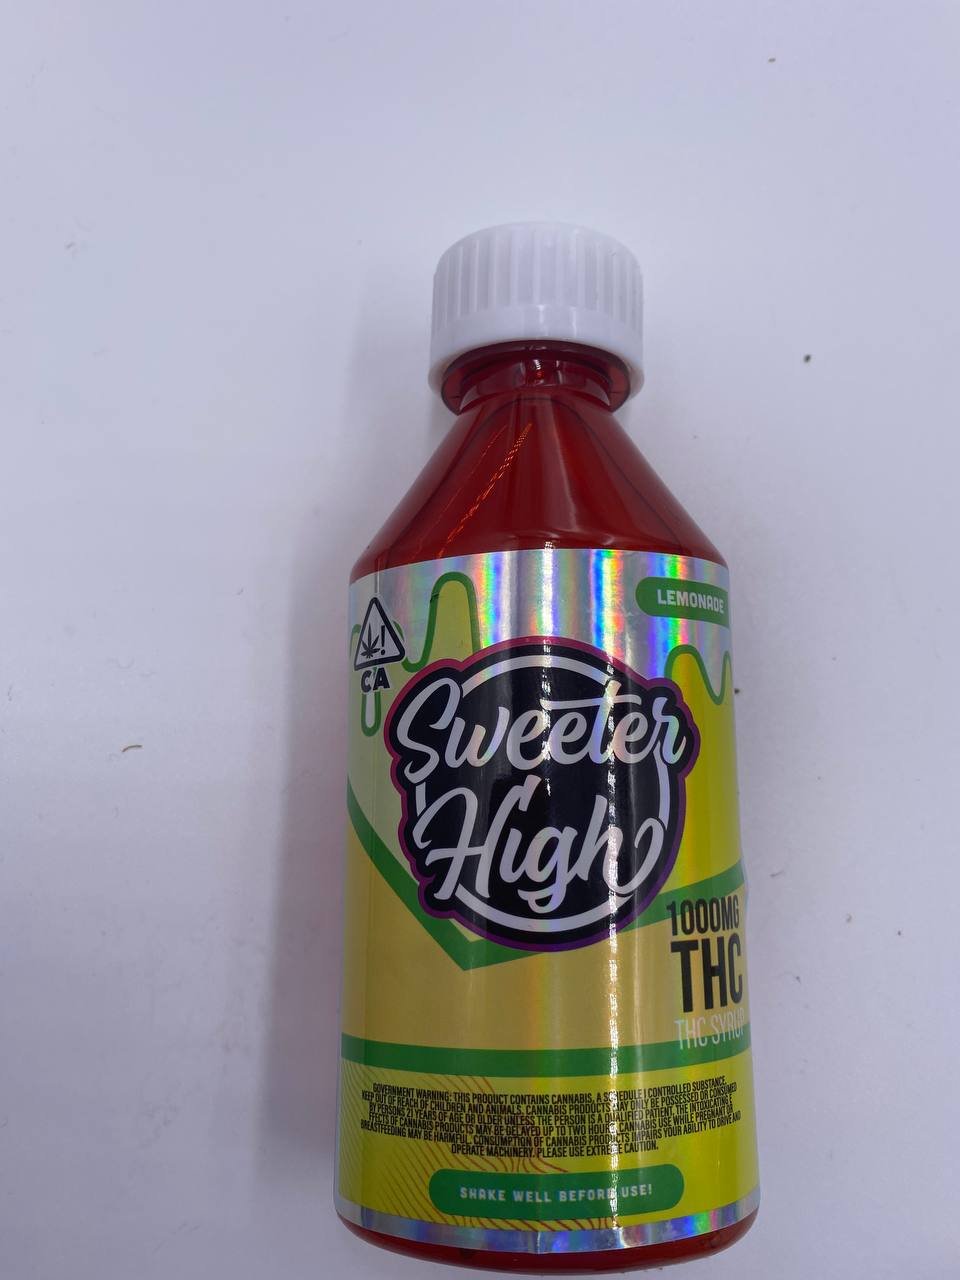 LEMONADE
CA
Sweeter
High
1000MG
THC
THC SYRUP
GOVERNMENT WARNING: THIS PRODUCT CONTAINS CANNABIS, A SCHEDULE I CONTROLLED SUBSTANCE.
KEEP OUT OF REACH OF CHILDREN AND ANIMALS. CANNABIS PRODUCTS MAY ONLY BE POSSESSED OR CONSUMED
BY PERSONS 21 YEARS OF AGE OR OLDER UNLESS THE PERSON IS A QUALIFIED PATIENT. THE INTOXICATING
EFFECTS OF CANNABIS PRODUCTS MAY BE DELAYED UP TO TWO HOURS. CANNABIS USE WHILE PREGNANT OR
BREASTFEEDING MAY BE HARMFUL. CONSUMPTION OF CANNABIS PRODUCTS IMPAIRS YOUR ABILITY TO DRIVE AND
OPERATE MACHINERY. PLEASE USE EXTREME CAUTION.
SHAKE WELL BEFORE USE!